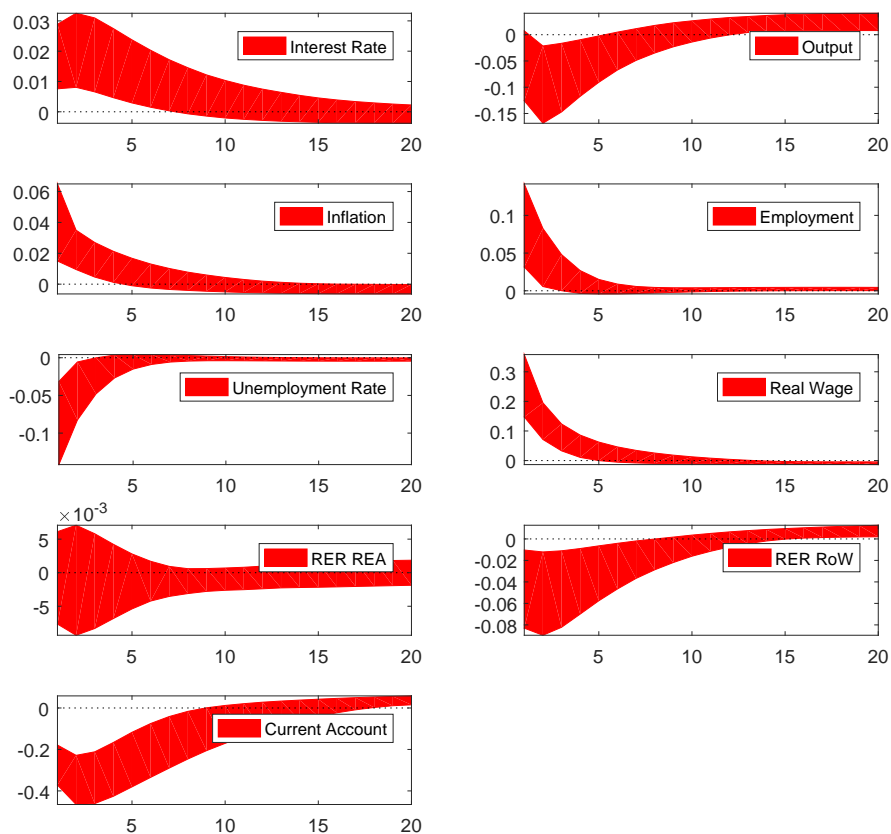 0.03
0.02
0.01
0
Interest Rate
5 10 15 20
0
-0.05
-0.1
-0.15
Output
5 10 15 20
0.06
0.04
0.02
0
Inflation
5 10 15 20
0.1
0.05
0
Employment
5 10 15 20
0
-0.05
-0.1
Unemployment Rate
5 10 15 20
0.3
0.2
0.1
0
Real Wage
5 10 15 20
×10^-3
5
0
-5
RER REA
5 10 15 20
0
-0.02
-0.04
-0.06
-0.08
RER RoW
5 10 15 20
0
-0.2
-0.4
Current Account
5 10 15 20